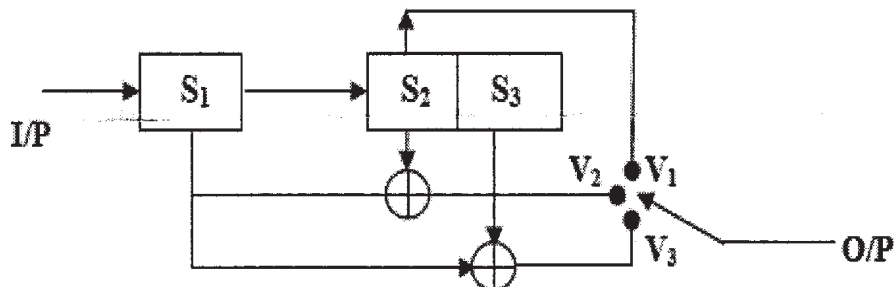 S₁
S₂
S₃
I/P
V₂
V₁
V₃
O/P